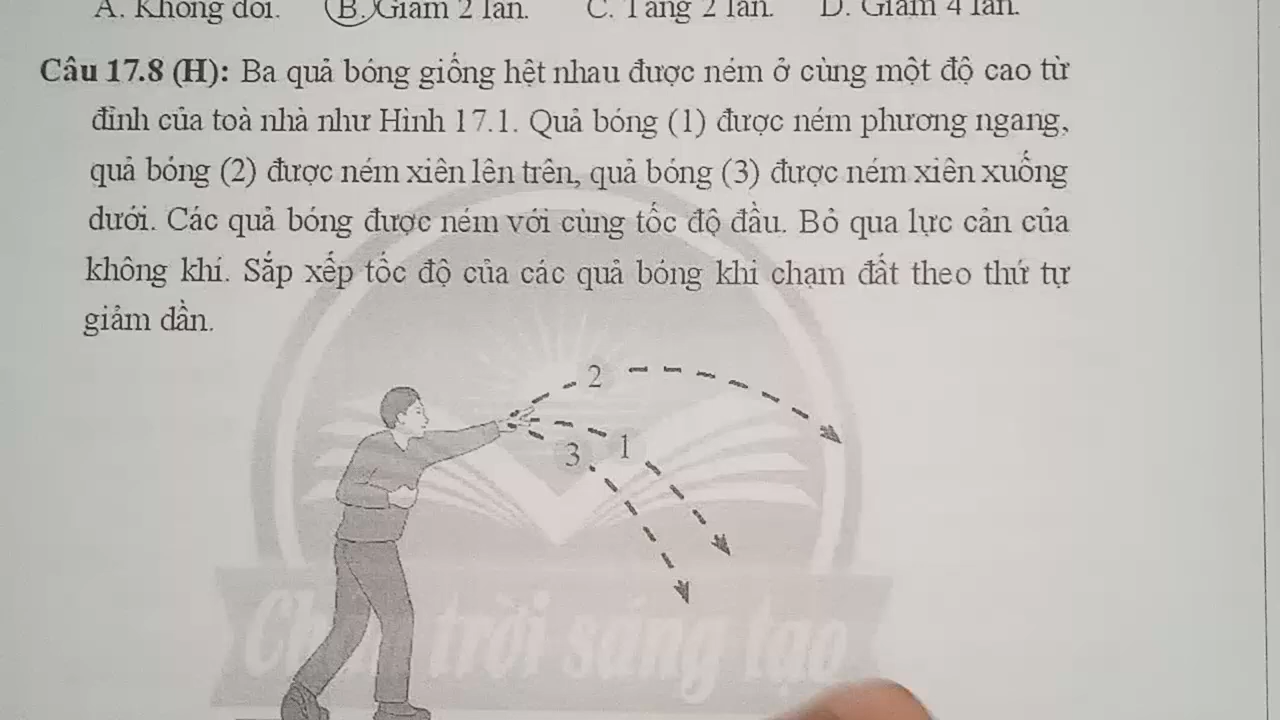 A. Không đổi. B. Giảm 2 lần. C. Tăng 2 lần. D. Giảm 4 lần.
Câu 17.8 (H): Ba quả bóng giống hệt nhau được ném ở cùng một độ cao từ
đỉnh của toà nhà như Hình 17.1. Quả bóng (1) được ném phương ngang,
quả bóng (2) được ném xiên lên trên, quả bóng (3) được ném xiên xuống
dưới. Các quả bóng được ném với cùng tốc độ đầu. Bỏ qua lực cản của
không khí. Sắp xếp tốc độ của các quả bóng khi chạm đất theo thứ tự
giảm dần.
2
1
3
Chân trời sáng tạo